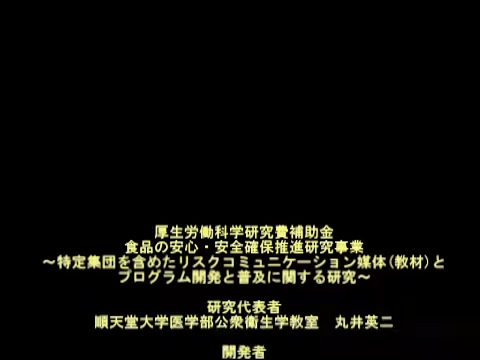 厚生労働科学研究費補助金
食品の安心・安全確保推進研究事業
～特定集団を含めたリスクコミュニケーション媒体(教材)と
プログラム開発と普及に関する研究～
研究代表者
順天堂大学医学部公衆衛生学教室　丸井英二
開発者